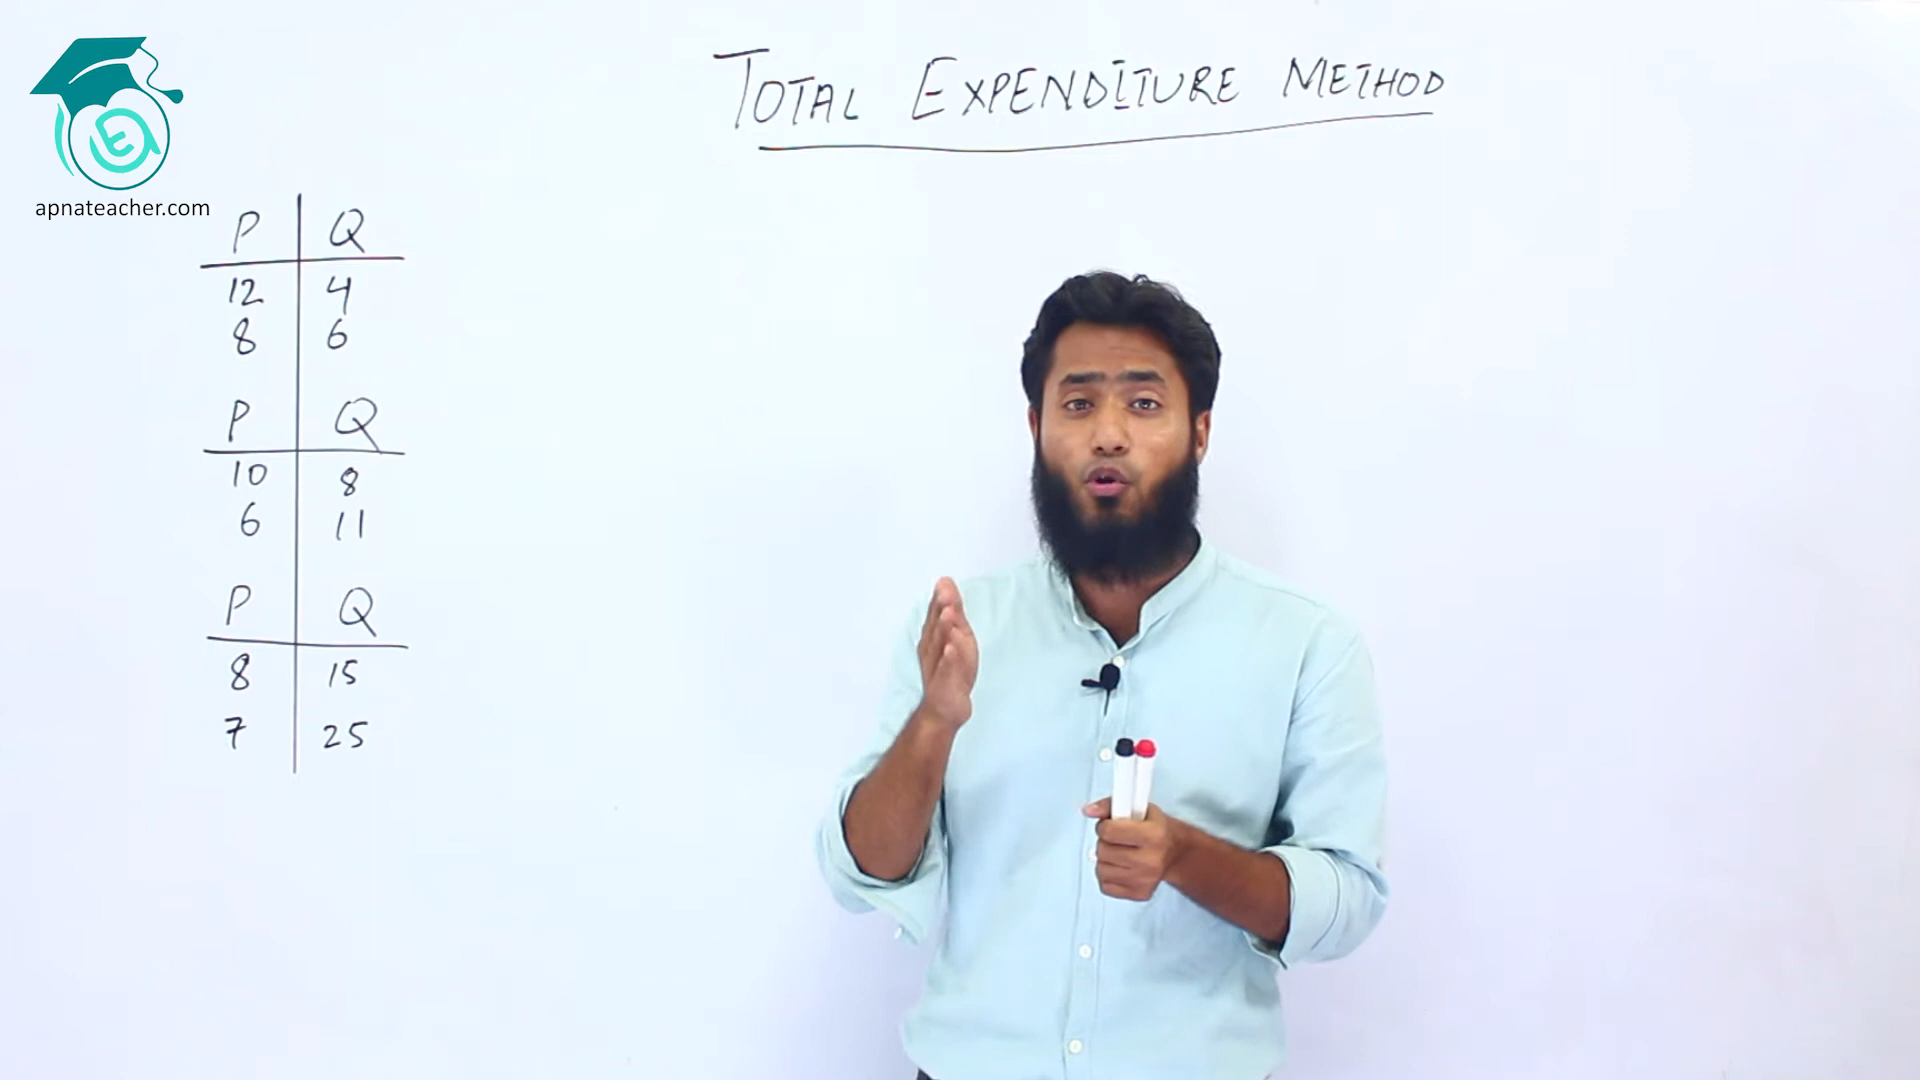 TOTAL EXPENDITURE METHOD
apnateacher.com
P Q
12 4
8 6
P Q
10 8
6 11
P Q
8 15
7 25